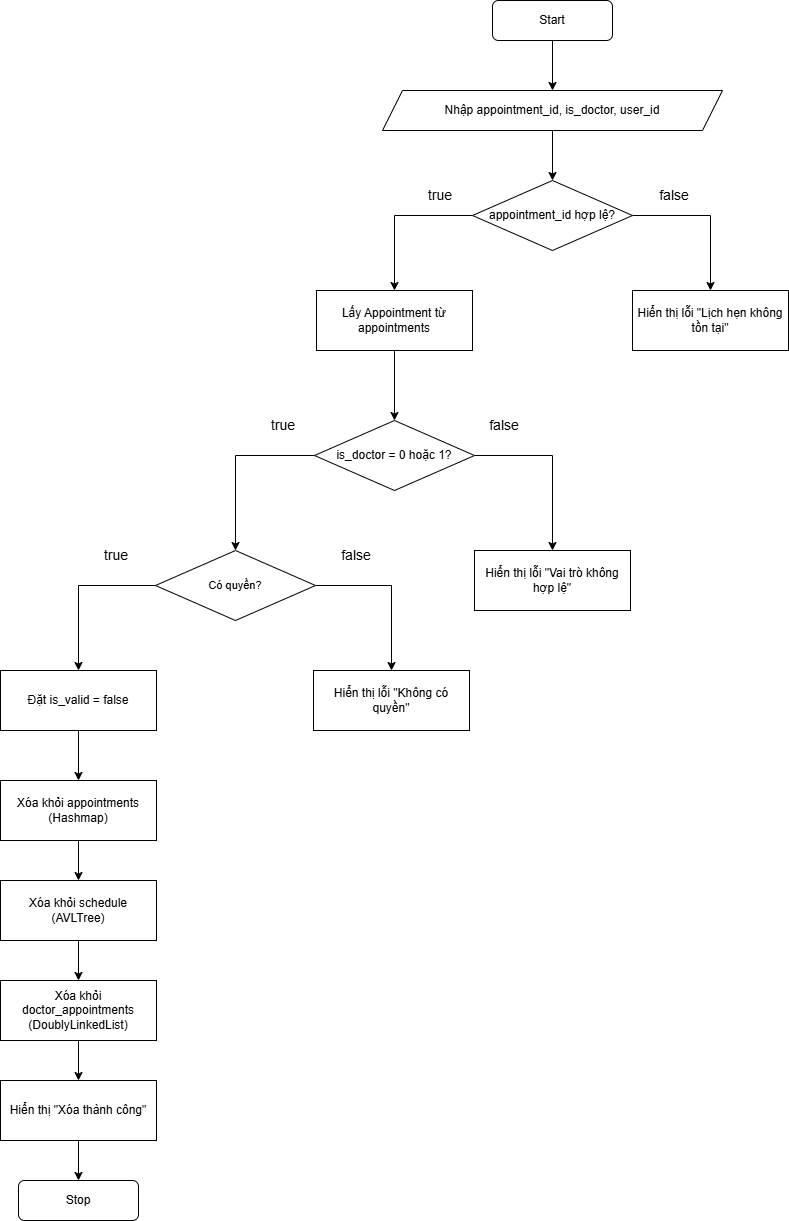 Start
Nhập appointment_id, is_doctor, user_id
true
false
appointment_id hợp lệ?
Lấy Appointment từ
appointments
Hiển thị lỗi "Lịch hẹn không
tồn tại"
true
false
is_doctor = 0 hoặc 1?
true
false
Có quyền?
Hiển thị lỗi "Vai trò không
hợp lệ"
Đặt is_valid = false
Hiển thị lỗi "Không có
quyền"
Xóa khỏi appointments
(Hashmap)
Xóa khỏi schedule
(AVLTree)
Xóa khỏi
doctor_appointments
(DoublyLinkedList)
Hiển thị "Xóa thành công"
Stop